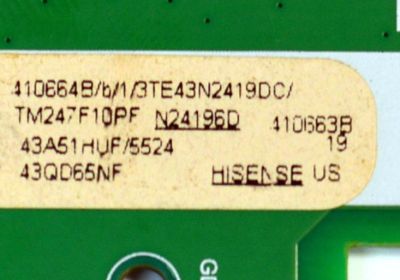 410664B/b/1/3TE43N2419DC/
TM247F10PF N24196D 410663B
43A51HUF/5524 19
43QD65NF HISENSE US